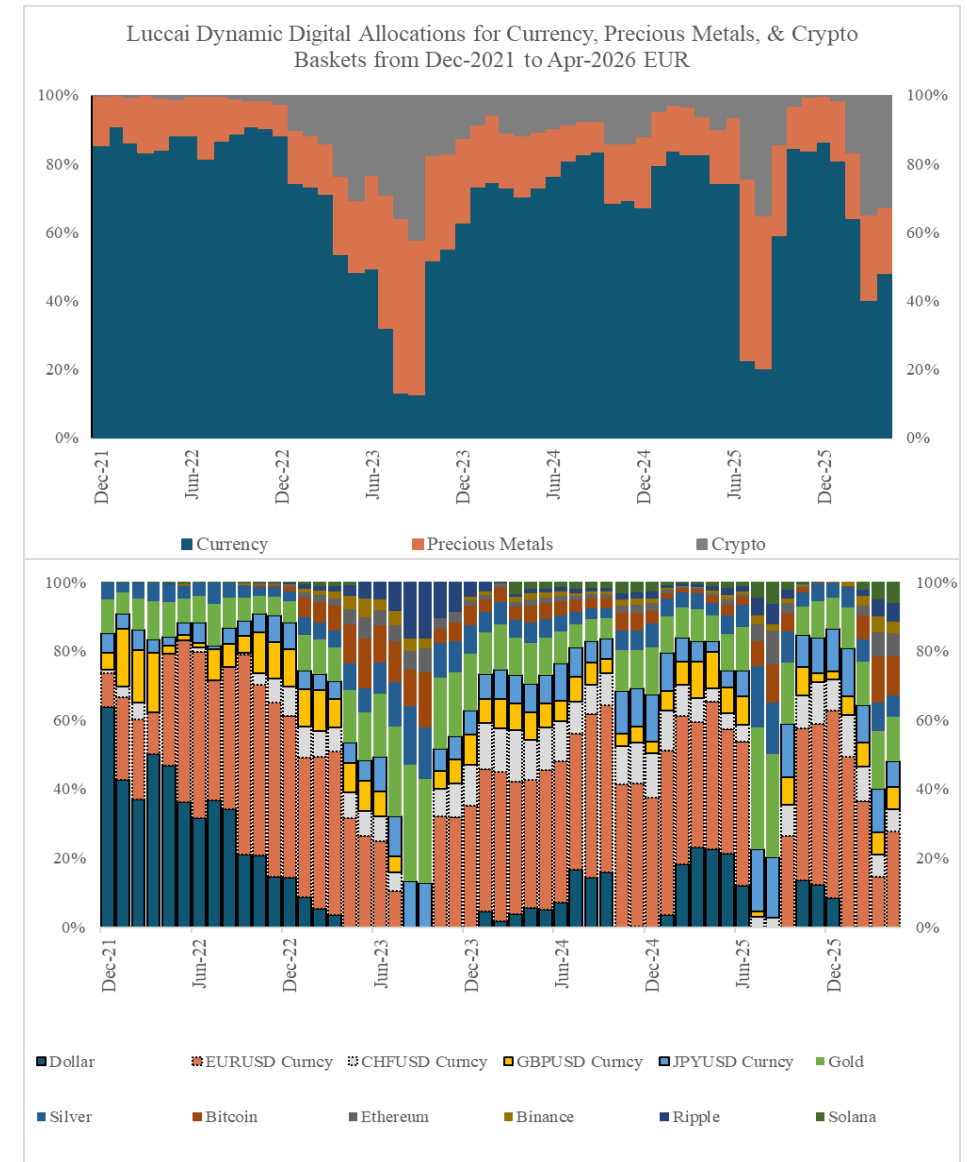 Luccai Dynamic Digital Allocations for Currency, Precious Metals, & Crypto
Baskets from Dec-2021 to Apr-2026 EUR
100% 100%
80% 80%
60% 60%
40% 40%
20% 20%
0% 0%
Dec-21 Jun-22 Dec-22 Jun-23 Dec-23 Jun-24 Dec-24 Jun-25 Dec-25
Currency Precious Metals Crypto
100% 100%
80% 80%
60% 60%
40% 40%
20% 20%
0% 0%
Dec-21 Jun-22 Dec-22 Jun-23 Dec-23 Jun-24 Dec-24 Jun-25 Dec-25
Dollar EURUSD Curncy CHFUSD Curncy GBPUSD Curncy JPYUSD Curncy Gold
Silver Bitcoin Ethereum Binance Ripple Solana